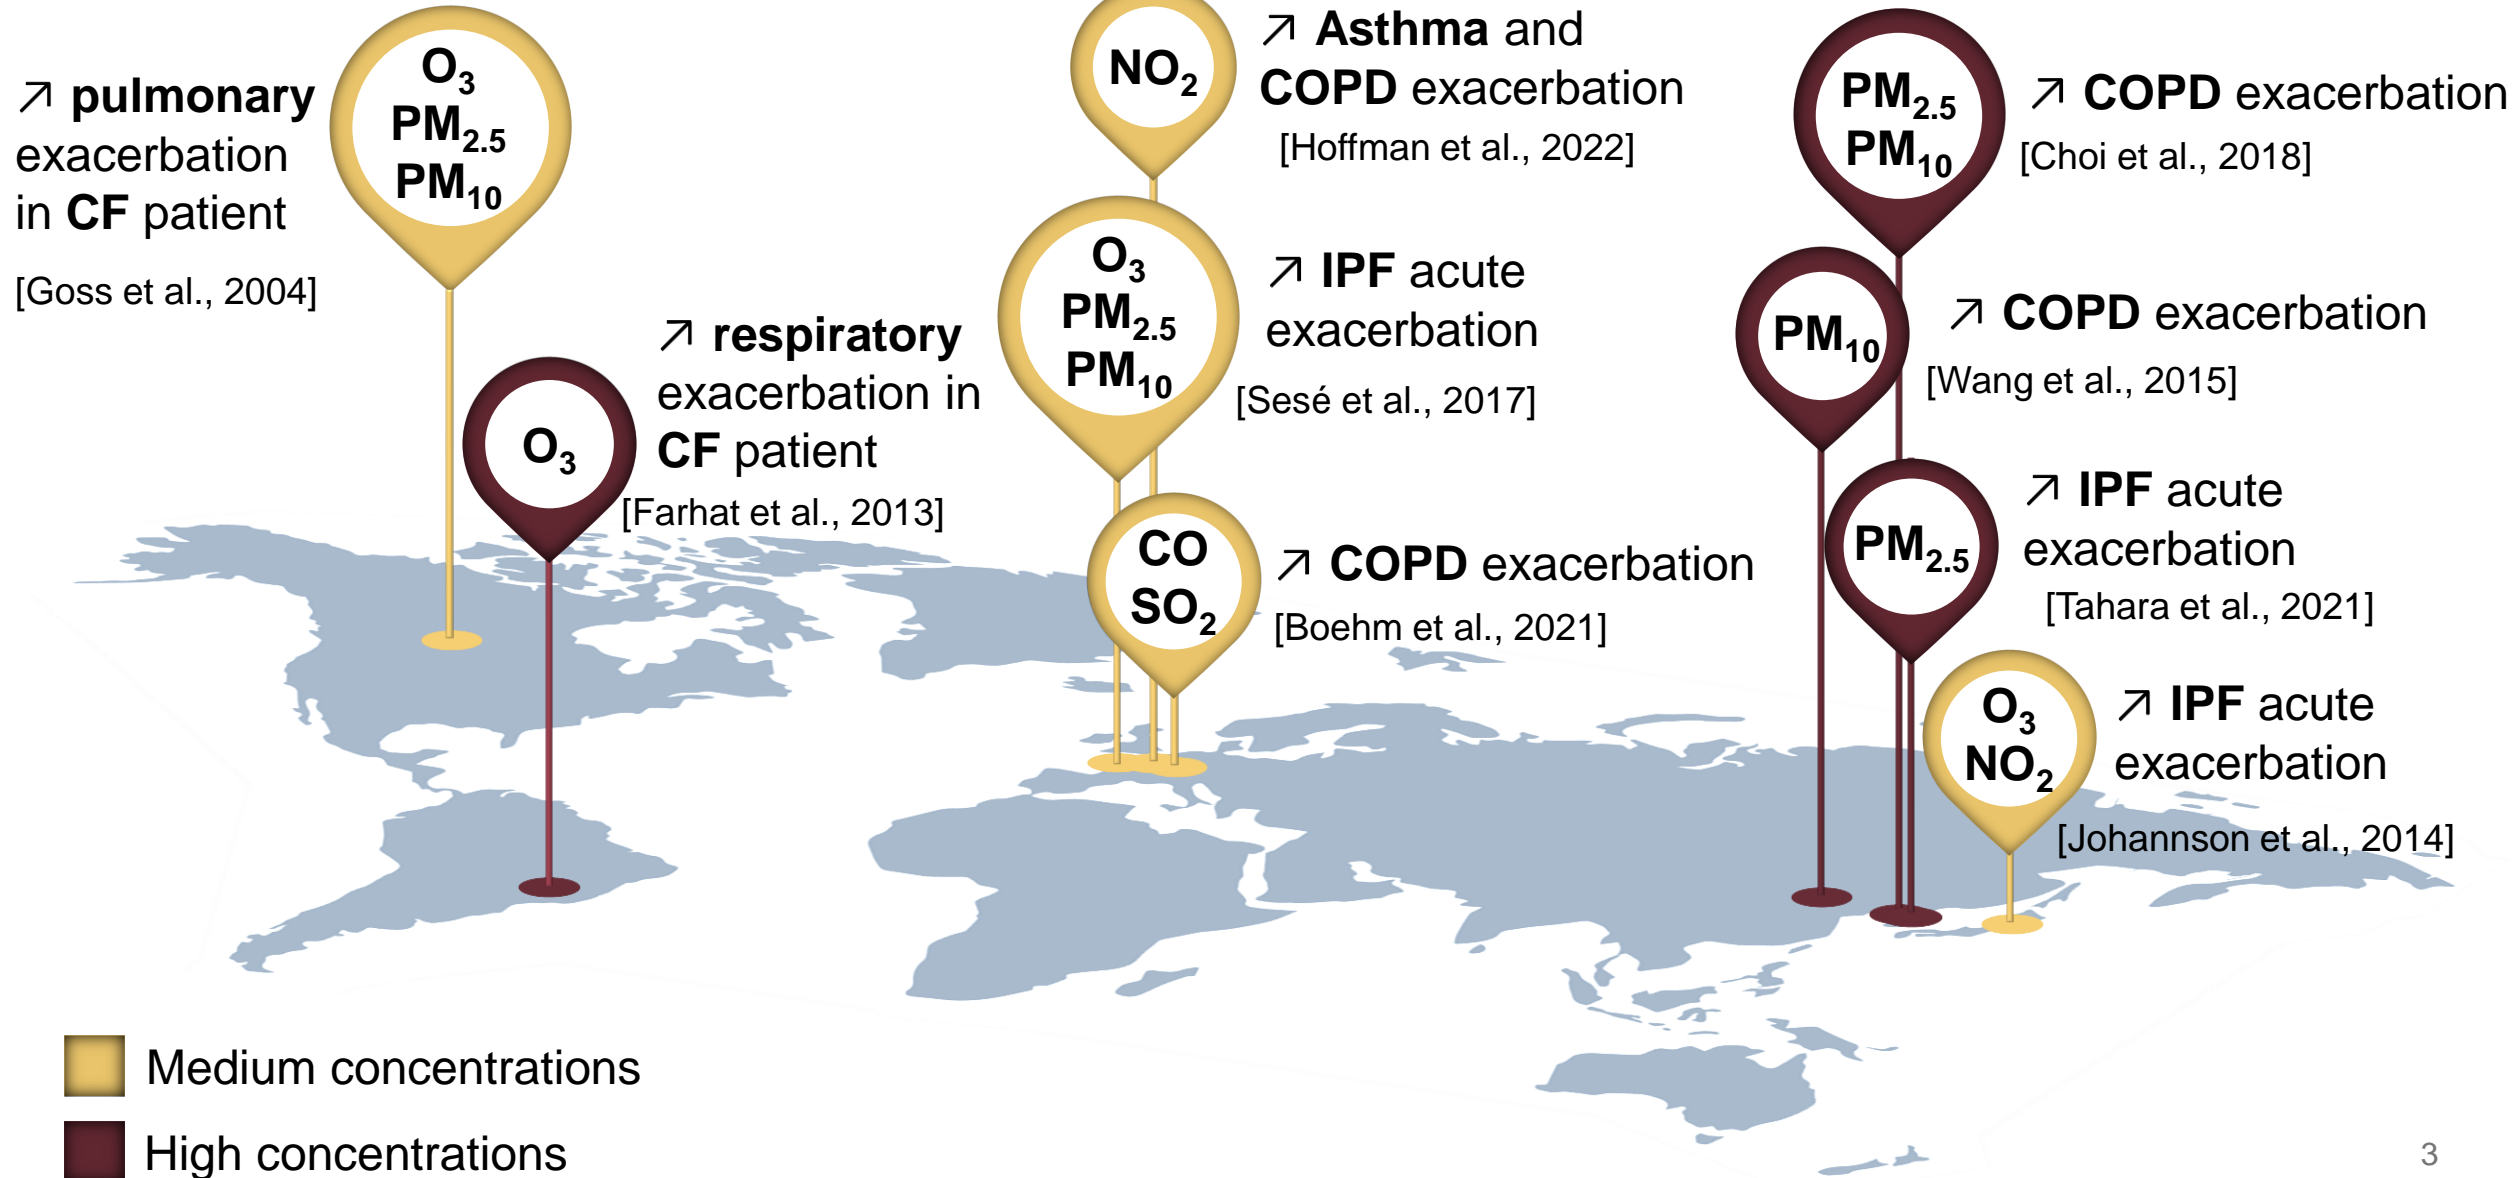 ↗ pulmonary
exacerbation
in CF patient
[Goss et al., 2004]
O₃
PM₂.₅
PM₁₀
O₃
↗ respiratory
exacerbation in
CF patient
[Farhat et al., 2013]
NO₂
↗ Asthma and
COPD exacerbation
[Hoffman et al., 2022]
O₃
PM₂.₅
PM₁₀
↗ IPF acute
exacerbation
[Sesé et al., 2017]
CO
SO₂
↗ COPD exacerbation
[Boehm et al., 2021]
PM₂.₅
PM₁₀
↗ COPD exacerbation
[Choi et al., 2018]
PM₁₀
↗ COPD exacerbation
[Wang et al., 2015]
PM₂.₅
↗ IPF acute
exacerbation
[Tahara et al., 2021]
O₃
NO₂
↗ IPF acute
exacerbation
[Johannson et al., 2014]
Medium concentrations
High concentrations
3